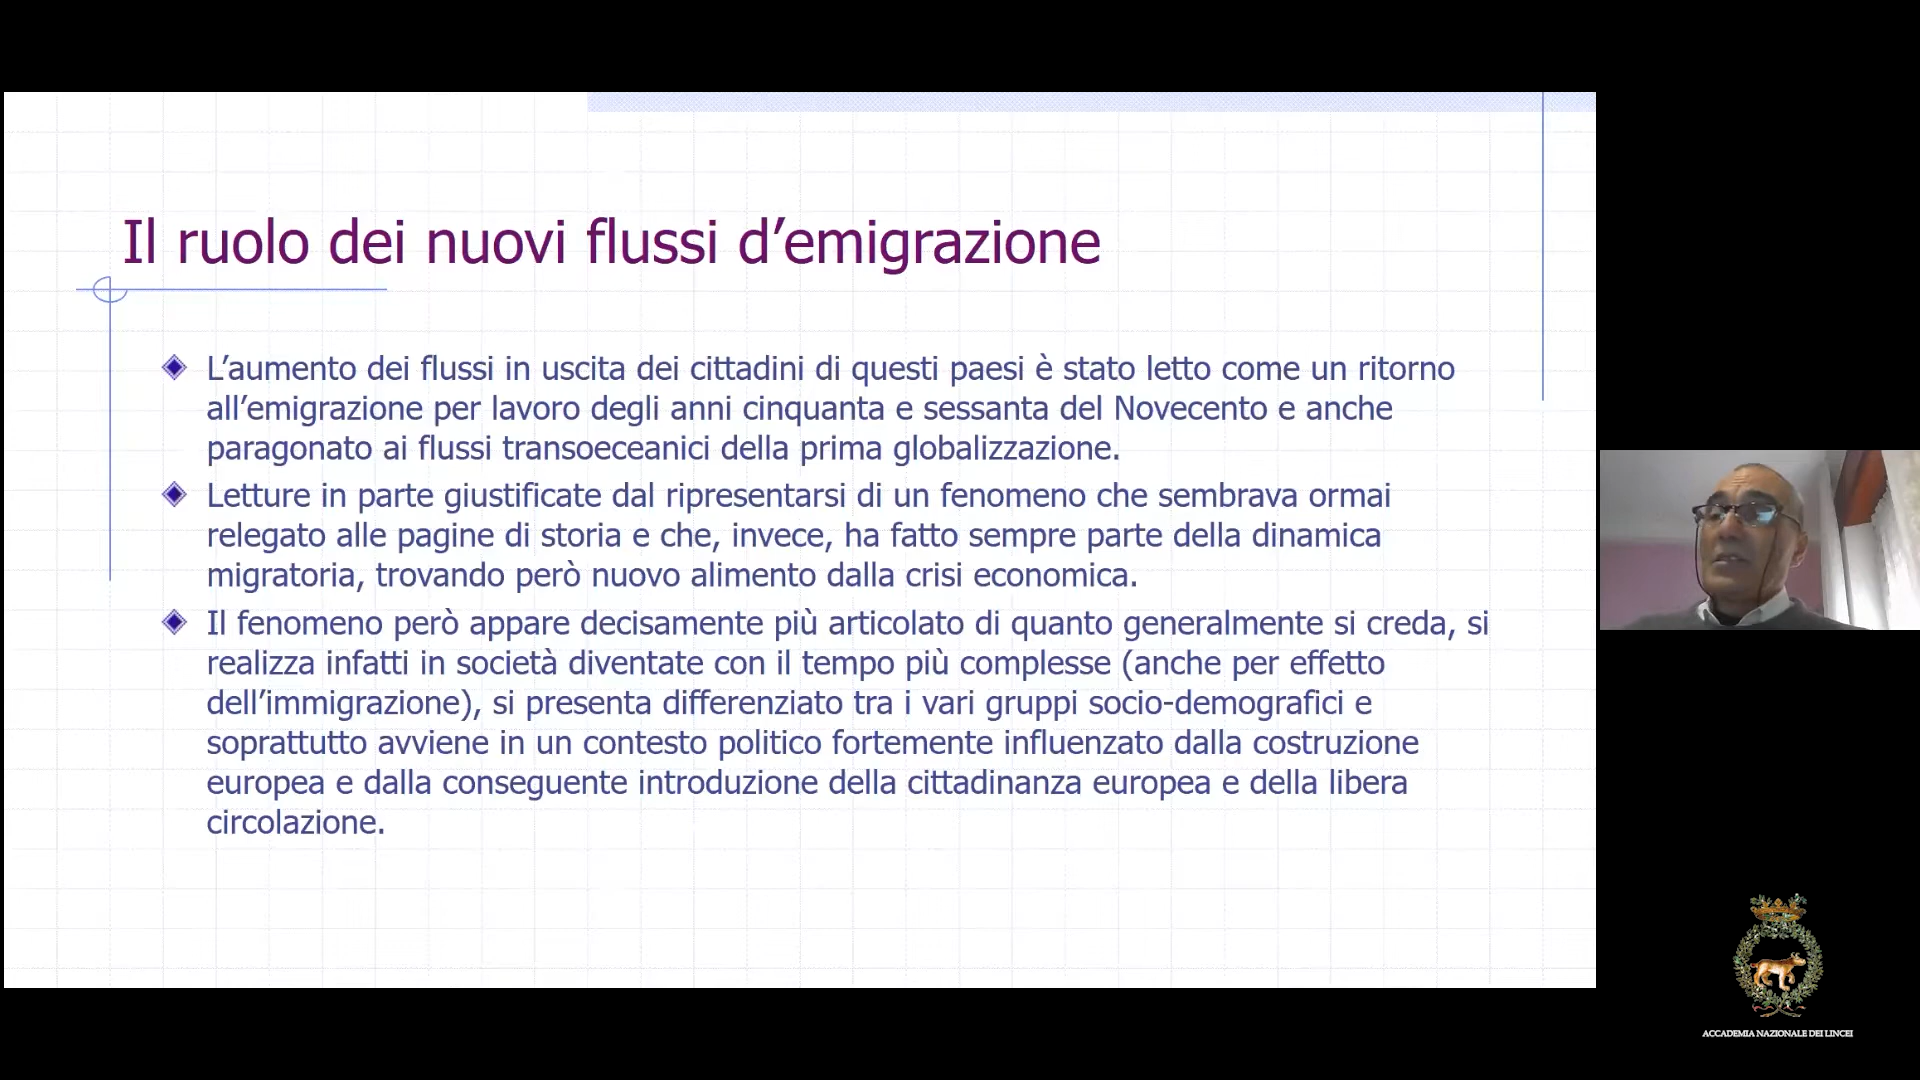 Il ruolo dei nuovi flussi d’emigrazione
L’aumento dei flussi in uscita dei cittadini di questi paesi è stato letto come un ritorno
all’emigrazione per lavoro degli anni cinquanta e sessanta del Novecento e anche
paragonato ai flussi transoeceanici della prima globalizzazione.
Letture in parte giustificate dal ripresentarsi di un fenomeno che sembrava ormai
relegato alle pagine di storia e che, invece, ha fatto sempre parte della dinamica
migratoria, trovando però nuovo alimento dalla crisi economica.
Il fenomeno però appare decisamente più articolato di quanto generalmente si creda, si
realizza infatti in società diventate con il tempo più complesse (anche per effetto
dell’immigrazione), si presenta differenziato tra i vari gruppi socio-demografici e
soprattutto avviene in un contesto politico fortemente influenzato dalla costruzione
europea e dalla conseguente introduzione della cittadinanza europea e della libera
circolazione.
ACCADEMIA NAZIONALE DEI LINCEI